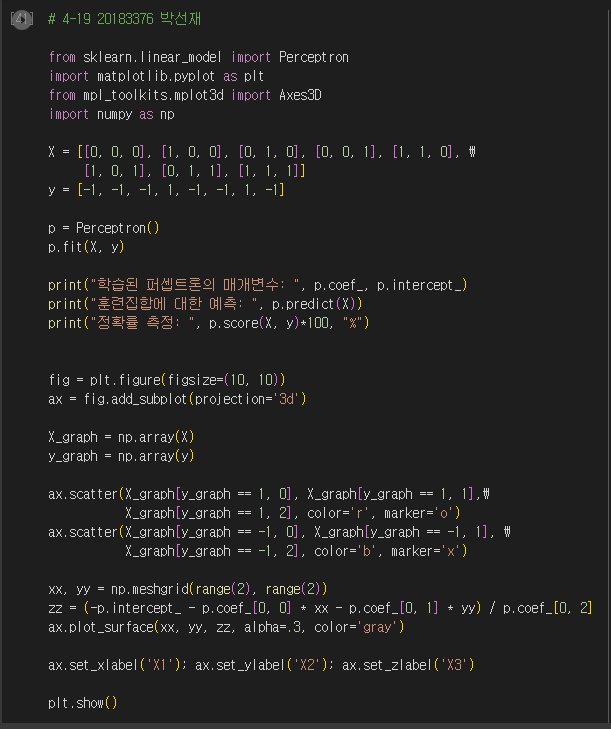 [41] # 4-19 20183376 박선재
from sklearn.linear_model import Perceptron
import matplotlib.pyplot as plt
from mpl_toolkits.mplot3d import Axes3D
import numpy as np
X = [[0, 0, 0], [1, 0, 0], [0, 1, 0], [0, 0, 1], [1, 1, 0], ₩
[1, 0, 1], [0, 1, 1], [1, 1, 1]]
y = [-1, -1, -1, 1, -1, -1, 1, -1]
p = Perceptron()
p.fit(X, y)
print("학습된 퍼셉트론의 매개변수: ", p.coef_, p.intercept_)
print("훈련집합에 대한 예측: ", p.predict(X))
print("정확률 측정: ", p.score(X, y)*100, "%")
fig = plt.figure(figsize=(10, 10))
ax = fig.add_subplot(projection='3d')
X_graph = np.array(X)
y_graph = np.array(y)
ax.scatter(X_graph[y_graph == 1, 0], X_graph[y_graph == 1, 1],₩
X_graph[y_graph == 1, 2], color='r', marker='o')
ax.scatter(X_graph[y_graph == -1, 0], X_graph[y_graph == -1, 1], ₩
X_graph[y_graph == -1, 2], color='b', marker='x')
xx, yy = np.meshgrid(range(2), range(2))
zz = (-p.intercept_ - p.coef_[0, 0] * xx - p.coef_[0, 1] * yy) / p.coef_[0, 2]
ax.plot_surface(xx, yy, zz, alpha=.3, color='gray')
ax.set_xlabel('X1'); ax.set_ylabel('X2'); ax.set_zlabel('X3')
plt.show()